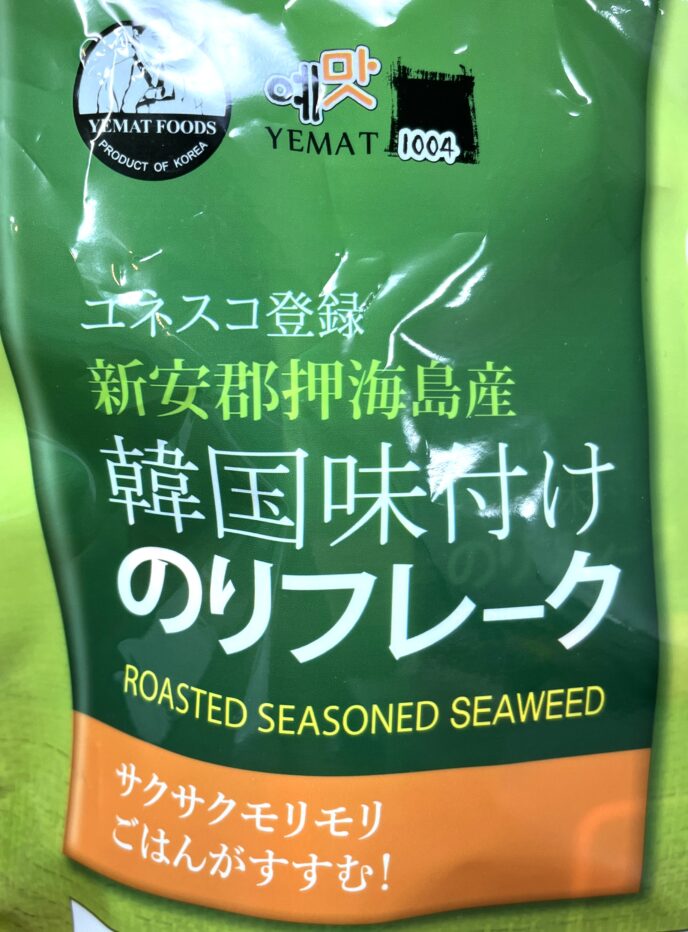 YEMAT FOODS
PRODUCT OF KOREA
예맛
YEMAT
1004
ユネスコ登録
新安郡押海島産
韓国味付け
のりフレーク
ROASTED SEASONED SEAWEED
サクサクモリモリ
ごはんがすすむ!